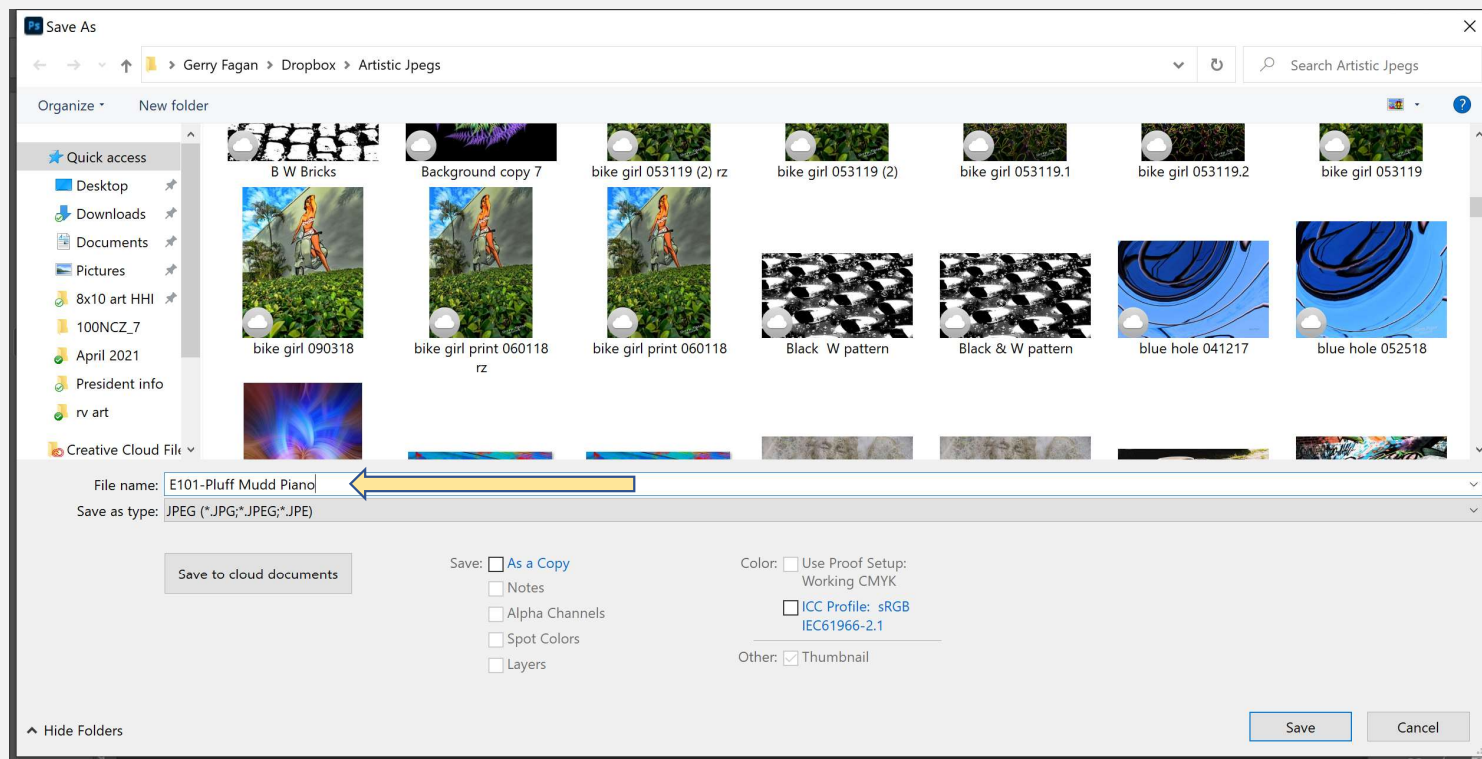 Ps Save As
Gerry Fagan > Dropbox > Artistic Jpegs
Search Artistic Jpegs
Organize
New folder
?
Quick access
Desktop
Downloads
Documents
Pictures
8x10 art HHI
100NCZ_7
April 2021
President info
rv art
Creative Cloud File
B W Bricks
Background copy 7
bike girl 053119 (2) rz
bike girl 053119 (2)
bike girl 053119.1
bike girl 053119.2
bike girl 053119
bike girl 090318
bike girl print 060118
rz
bike girl print 060118
Black W pattern
Black & W pattern
blue hole 041217
blue hole 052518
File name: E101-Pluff Mudd Piano
Save as type: JPEG (*.JPG;*.JPEG;*.JPE)
Save to cloud documents
Save: As a Copy
Notes
Alpha Channels
Spot Colors
Layers
Color: Use Proof Setup:
Working CMYK
ICC Profile: sRGB
IEC61966-2.1
Other: Thumbnail
Hide Folders
Save
Cancel